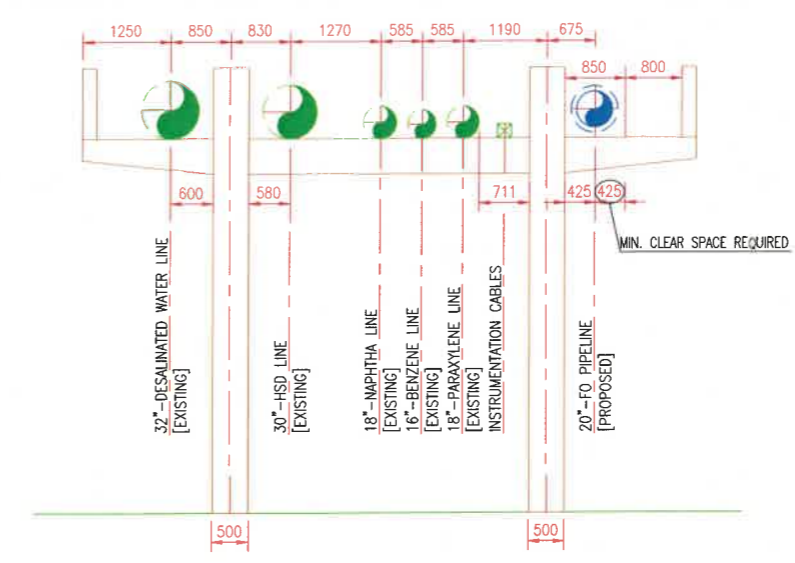 1250 850 830 1270 585 585 1190 675
850 800
600 580 711 425 425
MIN. CLEAR SPACE REQUIRED
32"-DESALINATED WATER LINE
[EXISTING]
30"-HSD LINE
[EXISTING]
18"-NAPHTHA LINE
[EXISTING]
16"-BENZENE LINE
[EXISTING]
18"-PARAXYLENE LINE
[EXISTING]
INSTRUMENTATION CABLES
20"-FO PIPELINE
[PROPOSED]
500 500